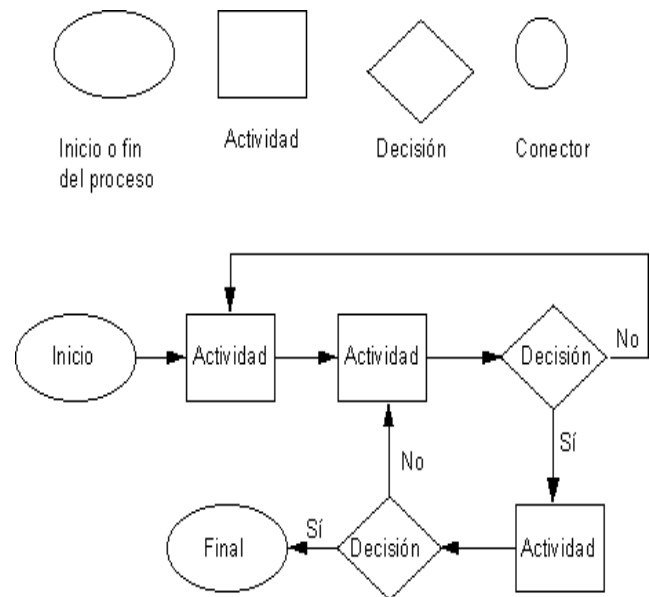 Inicio o fin
del proceso
Actividad
Decisión
Conector
Inicio
Actividad
Actividad
Decisión
No
Sí
No
Final
Sí
Decisión
Actividad